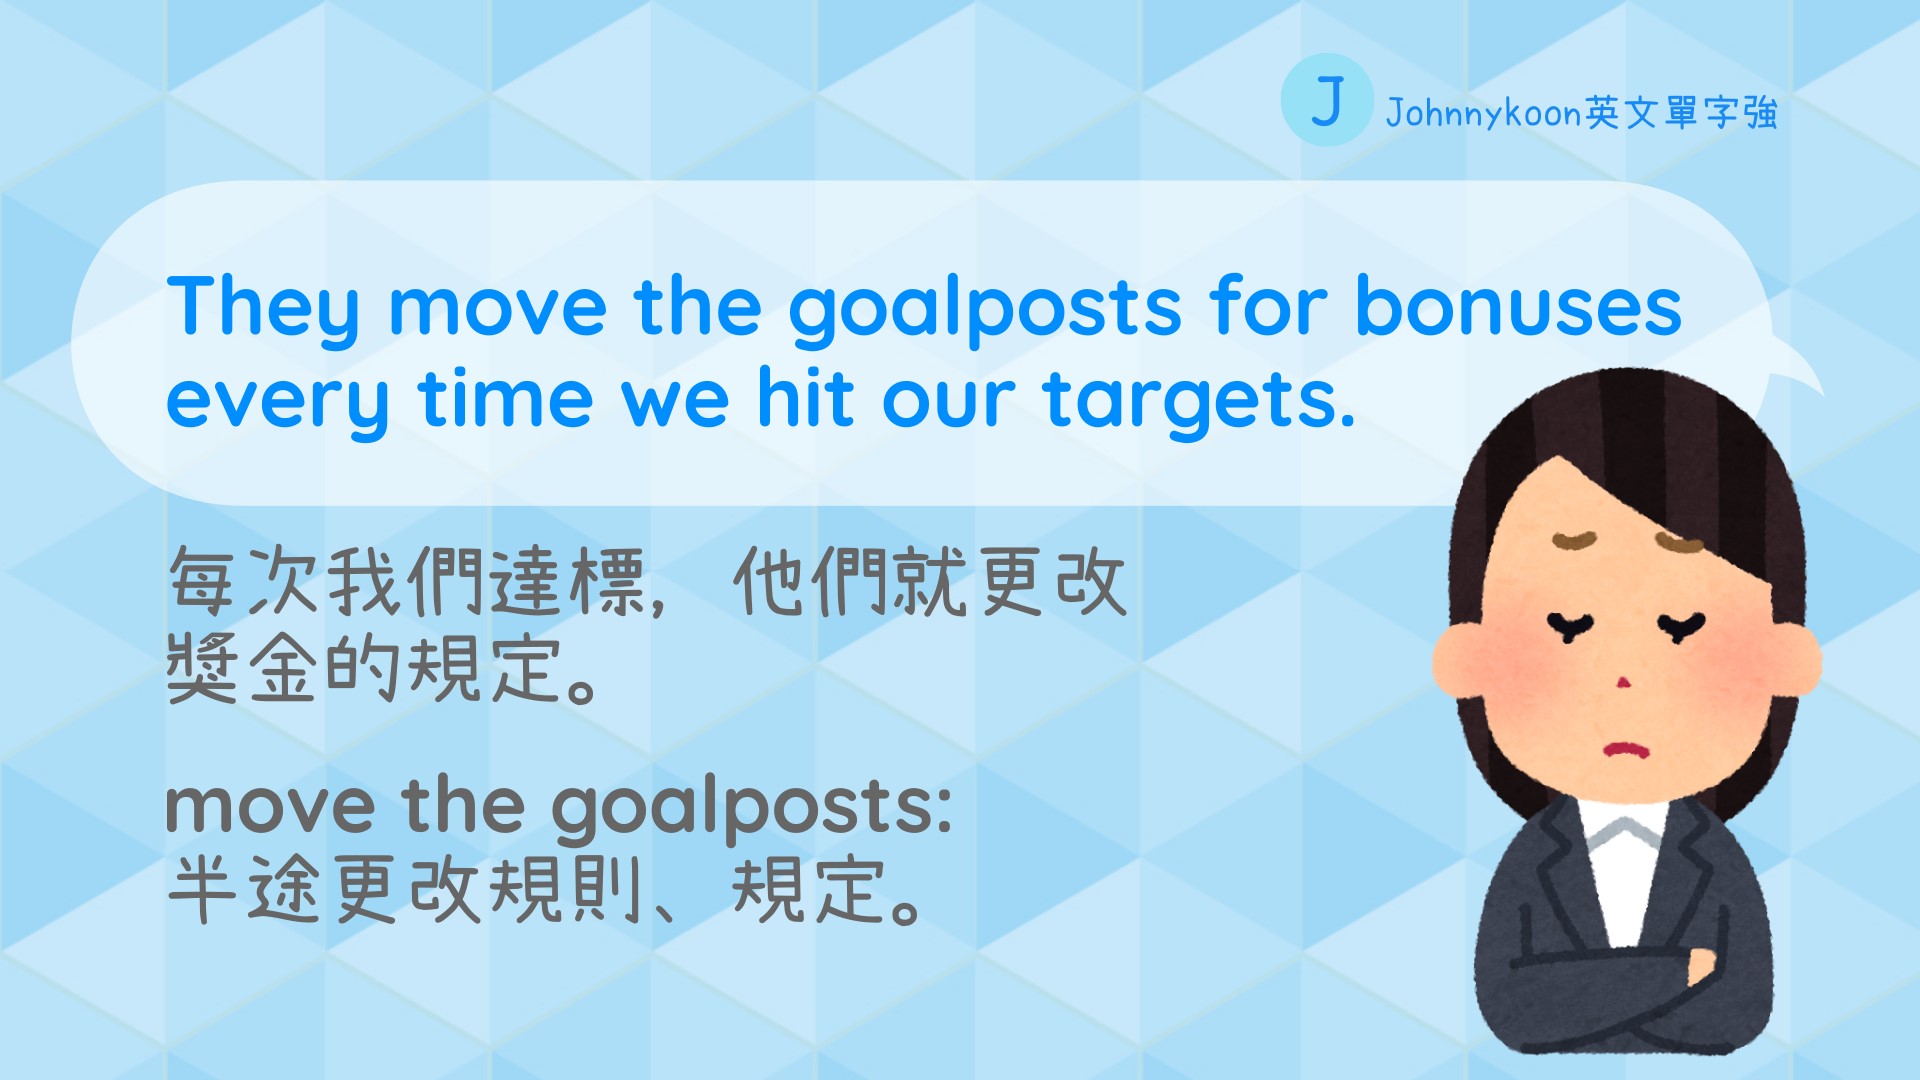 J Johnnykoon英文單字強
They move the goalposts for bonuses
every time we hit our targets.
每次我們達標, 他們就更改
獎金的規定。
move the goalposts:
半途更改規則、規定。